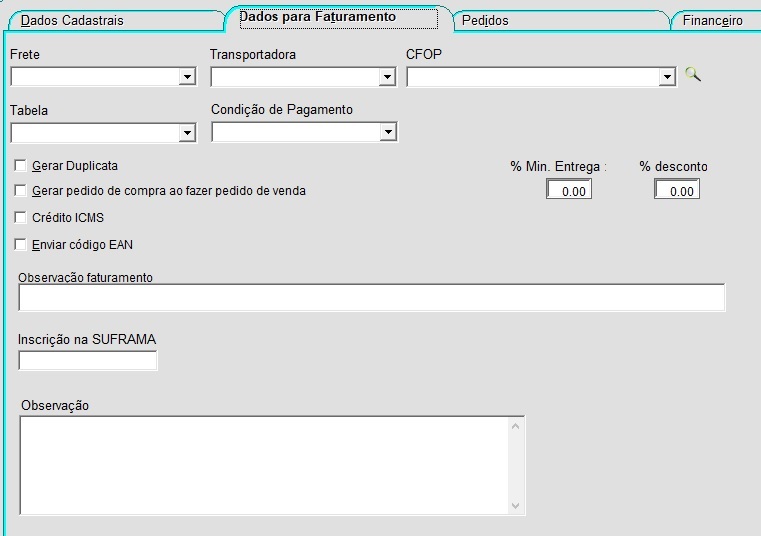 Dados Cadastrais Dados para Faturamento Pedidos Financeiro
Frete Transportadora CFOP
Tabela Condição de Pagamento
Gerar Duplicata % Min. Entrega : % desconto
Gerar pedido de compra ao fazer pedido de venda 0.00 0.00
Crédito ICMS
Enviar código EAN
Observação faturamento
Inscrição na SUFRAMA
Observação